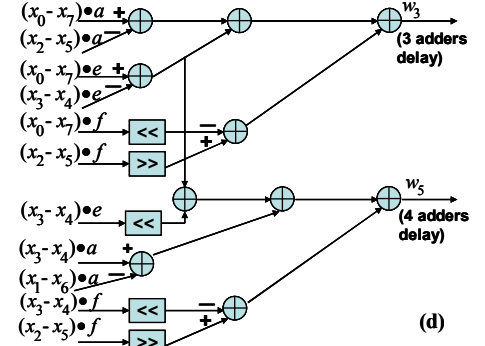 (x₀- x₇)•a + w₃
(x₂- x₅)•a − (3 adders
delay)
(x₀- x₇)•e +
(x₃- x₄)•e −
(x₀- x₇)•f << −
+
(x₂- x₅)•f >>
w₅
(x₃- x₄)•e << (4 adders
delay)
(x₃- x₄)•a +
(x₁- x₆)•a −
(x₃- x₄)•f << −
+ (d)
(x₂- x₅)•f >>